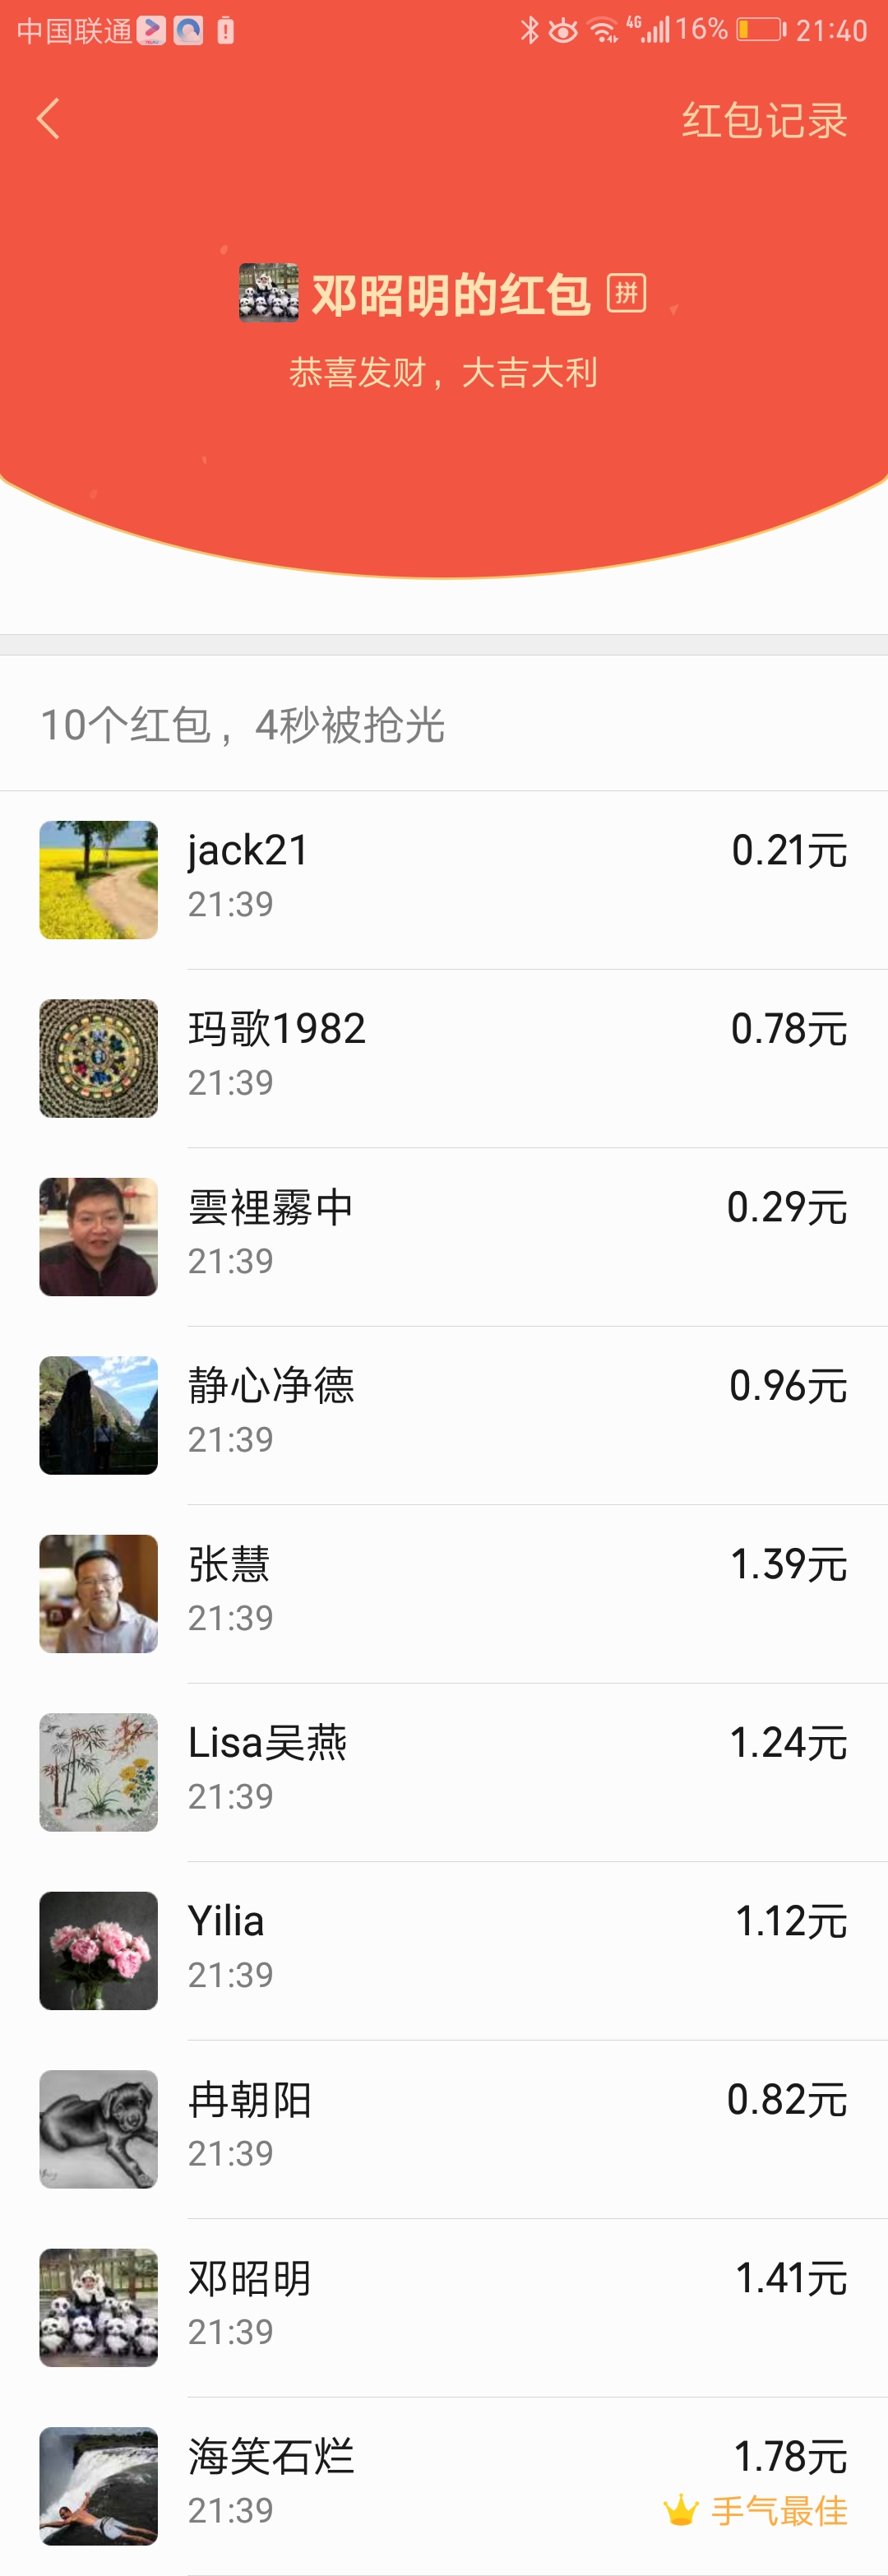 中国联通 4G 16% 21:40
红包记录
邓昭明的红包 拼
恭喜发财，大吉大利
10个红包，4秒被抢光
jack21 0.21元
21:39
玛歌1982 0.78元
21:39
雲裡霧中 0.29元
21:39
静心净德 0.96元
21:39
张慧 1.39元
21:39
Lisa吴燕 1.24元
21:39
Yilia 1.12元
21:39
冉朝阳 0.82元
21:39
邓昭明 1.41元
21:39
海笑石烂 1.78元
21:39 手气最佳